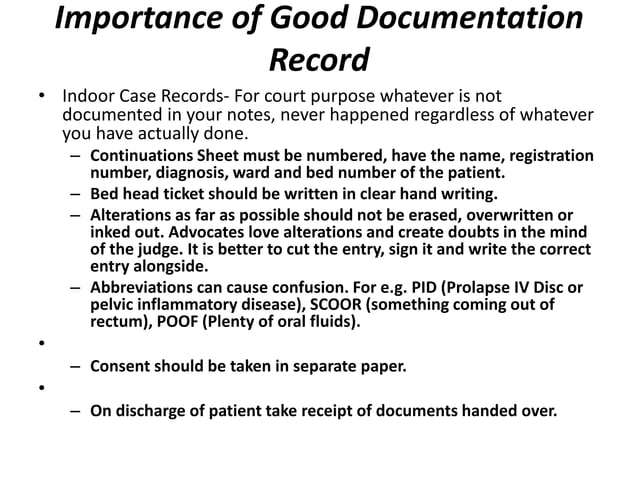 Importance of Good Documentation
Record
• Indoor Case Records- For court purpose whatever is not
documented in your notes, never happened regardless of whatever
you have actually done.
– Continuations Sheet must be numbered, have the name, registration
number, diagnosis, ward and bed number of the patient.
– Bed head ticket should be written in clear hand writing.
– Alterations as far as possible should not be erased, overwritten or
inked out. Advocates love alterations and create doubts in the mind
of the judge. It is better to cut the entry, sign it and write the correct
entry alongside.
– Abbreviations can cause confusion. For e.g. PID (Prolapse IV Disc or
pelvic inflammatory disease), SCOOR (something coming out of
rectum), POOF (Plenty of oral fluids).
•
– Consent should be taken in separate paper.
•
– On discharge of patient take receipt of documents handed over.